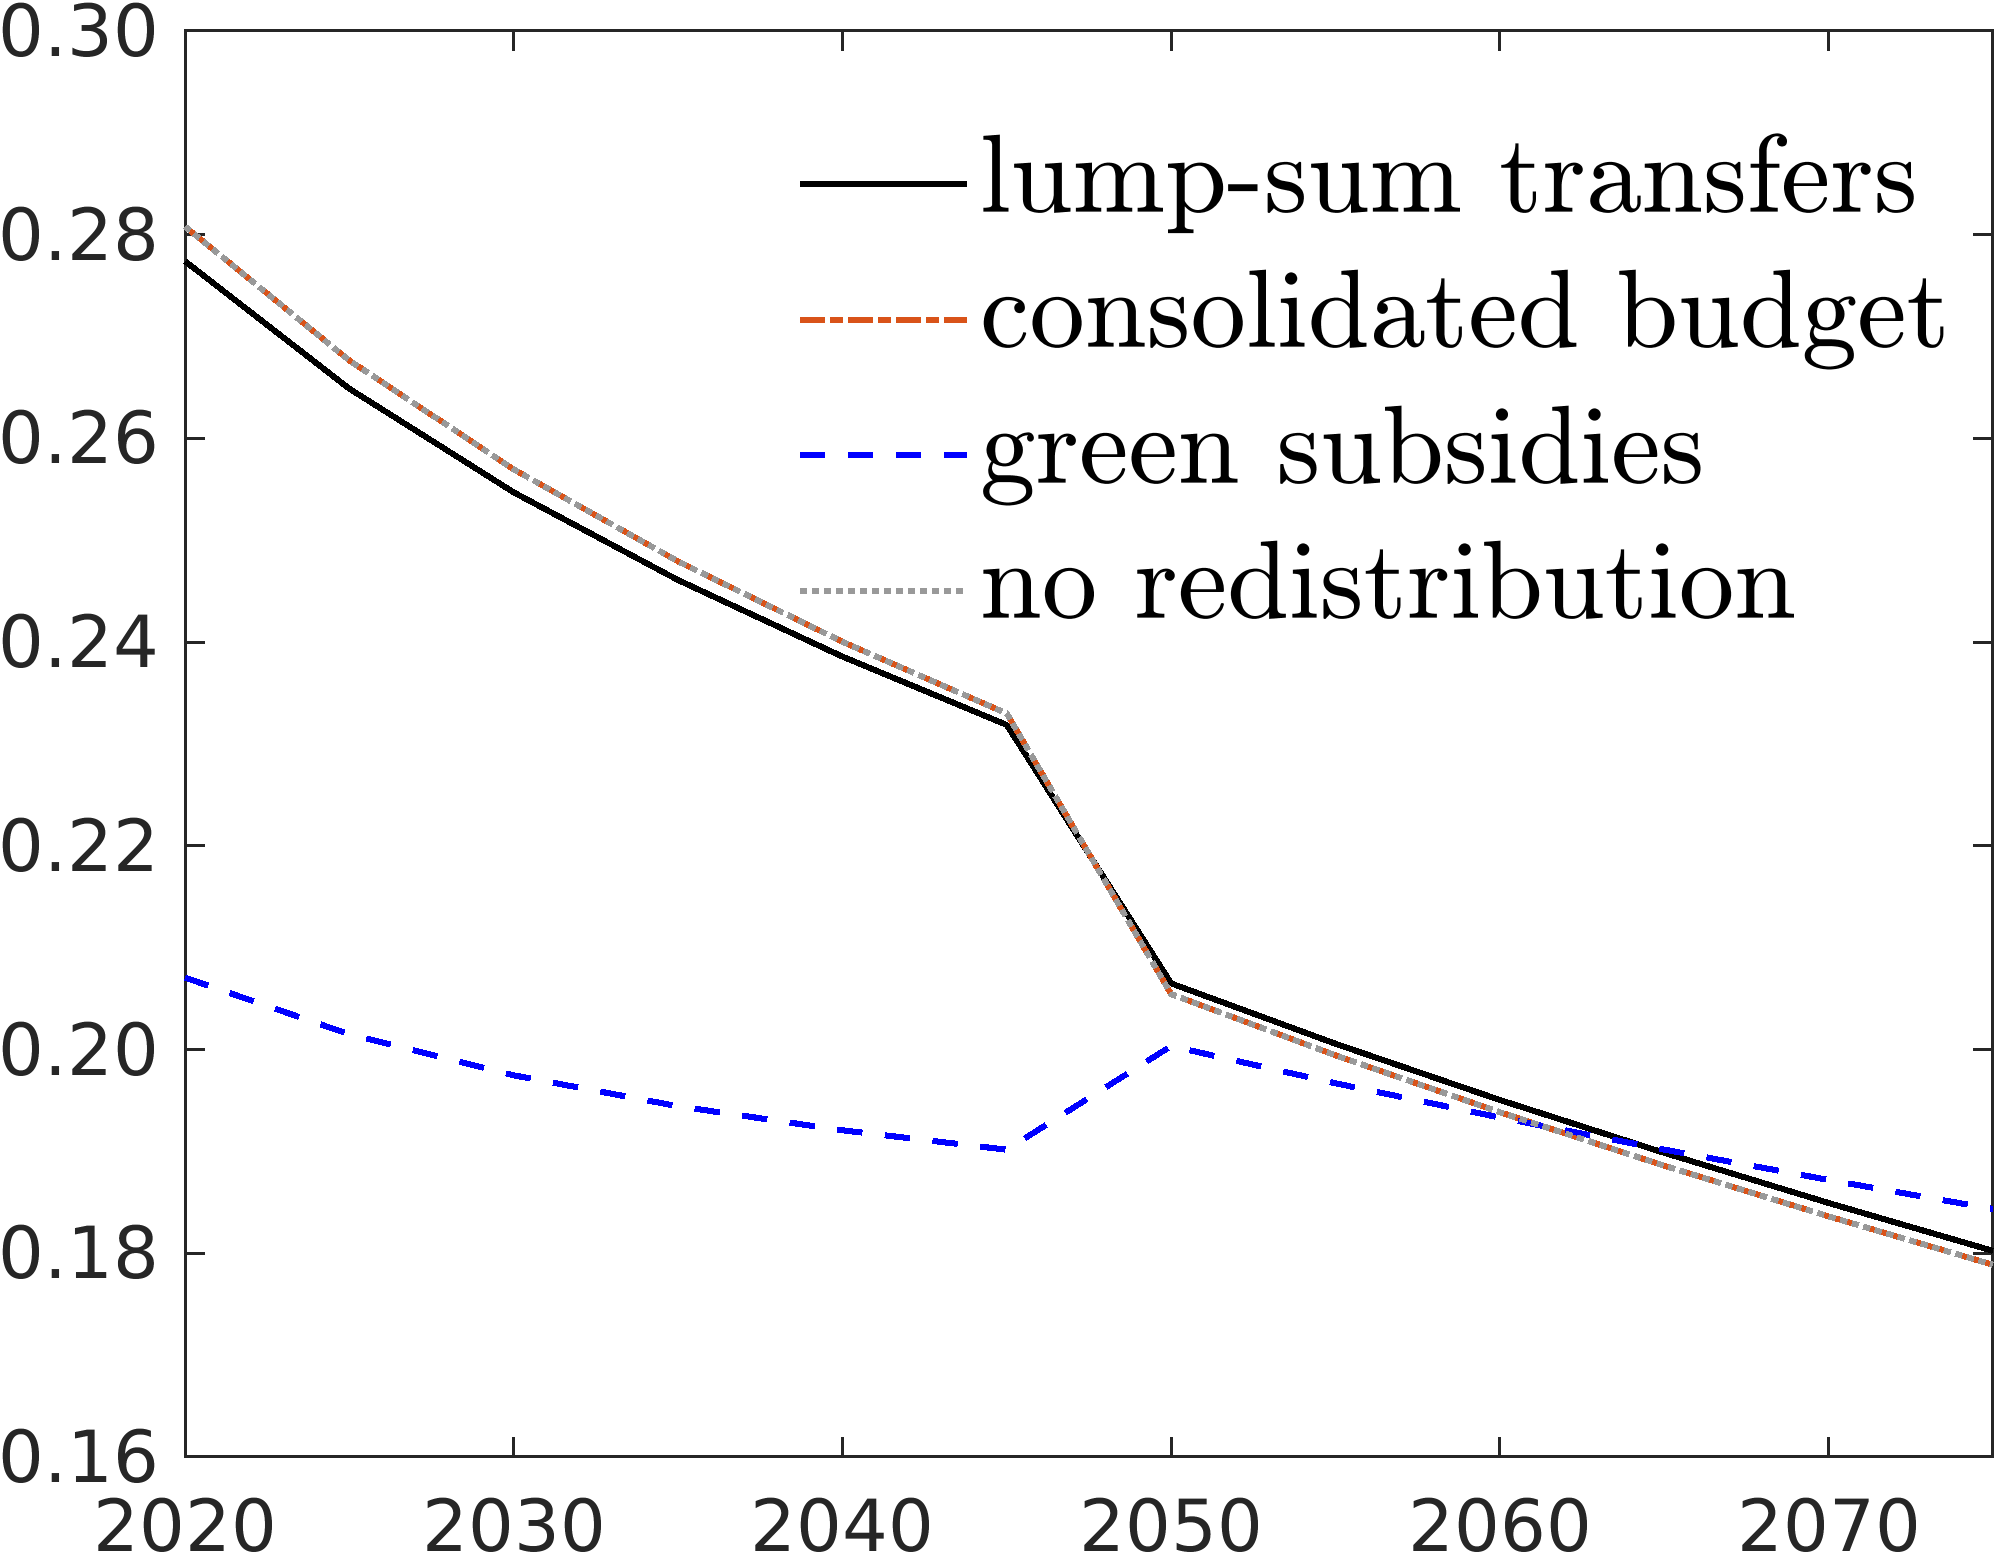 0.30
0.28
0.26
0.24
0.22
0.20
0.18
0.16
2020 2030 2040 2050 2060 2070
lump-sum transfers
consolidated budget
green subsidies
no redistribution